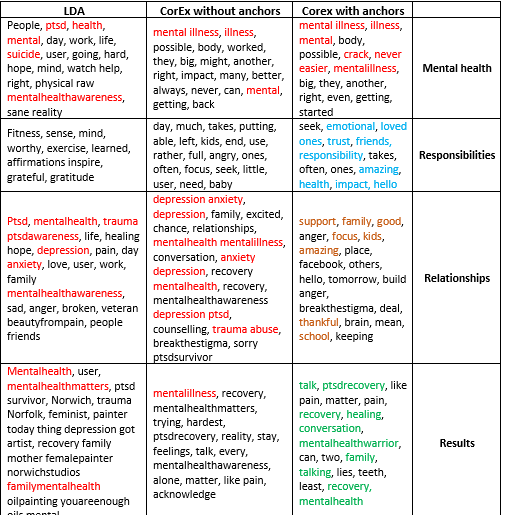 LDA
CorEx without anchors
Corex with anchors
People, ptsd, health,
mental, day, work, life,
suicide, user, going, hard,
hope, mind, watch help,
right, physical raw
mentalhealthawareness,
sane reality
mental illness, illness,
possible, body, worked,
they, big, might, another,
right, impact, many, better,
always, never, can, mental,
getting, back
mental illness, illness,
mental, body,
possible, crack, never
easier, mentalillness,
big, they, another,
right, even, getting,
started
Mental health
Fitness, sense, mind,
worthy, exercise, learned,
affirmations inspire,
grateful, gratitude
day, much, takes, putting,
able, left, kids, end, use,
rather, full, angry, ones,
often, focus, seek, little,
user, need, baby
seek, emotional, loved
ones, trust, friends,
responsibility, takes,
often, ones, amazing,
health, impact, hello
Responsibilities
Ptsd, mentalhealth, trauma
ptsdawareness, life, healing
hope, depression, pain, day
anxiety, love, user, work,
family
mentalhealthawareness,
sad, anger, broken, veteran
beautyfrompain, people
friends
depression anxiety,
depression, family, excited,
chance, relationships,
mentalhealth mentalillness,
conversation, anxiety
depression, recovery
mentalhealth, recovery,
mentalhealthawareness
depression ptsd,
counselling, trauma abuse,
breakthestigma, sorry
ptsdsurvivor
support, family, good,
anger, focus, kids,
amazing, place,
facebook, others,
hello, tomorrow, build
anger,
breakthestigma, deal,
thankful, brain, mean,
school, keeping
Relationships
Mentalhealth, user,
mentalhealthmatters, ptsd
survivor, Norwich, trauma
Norfolk, feminist, painter
today thing depression got
artist, recovery family
mother femalepainter
norwichstudios
familymentalhealth
oilpainting youareenough
oils mental
mentalillness, recovery,
mentalhealthmatters,
trying, hardest,
ptsdrecovery, reality, stay,
feelings, talk, every,
mentalhealthawareness,
alone, matter, like pain,
acknowledge
talk, ptsdrecovery, like
pain, matter, pain,
recovery, healing,
conversation,
mentalhealthwarrior,
can, two, family,
talking, lies, teeth,
least, recovery,
mentalhealth
Results